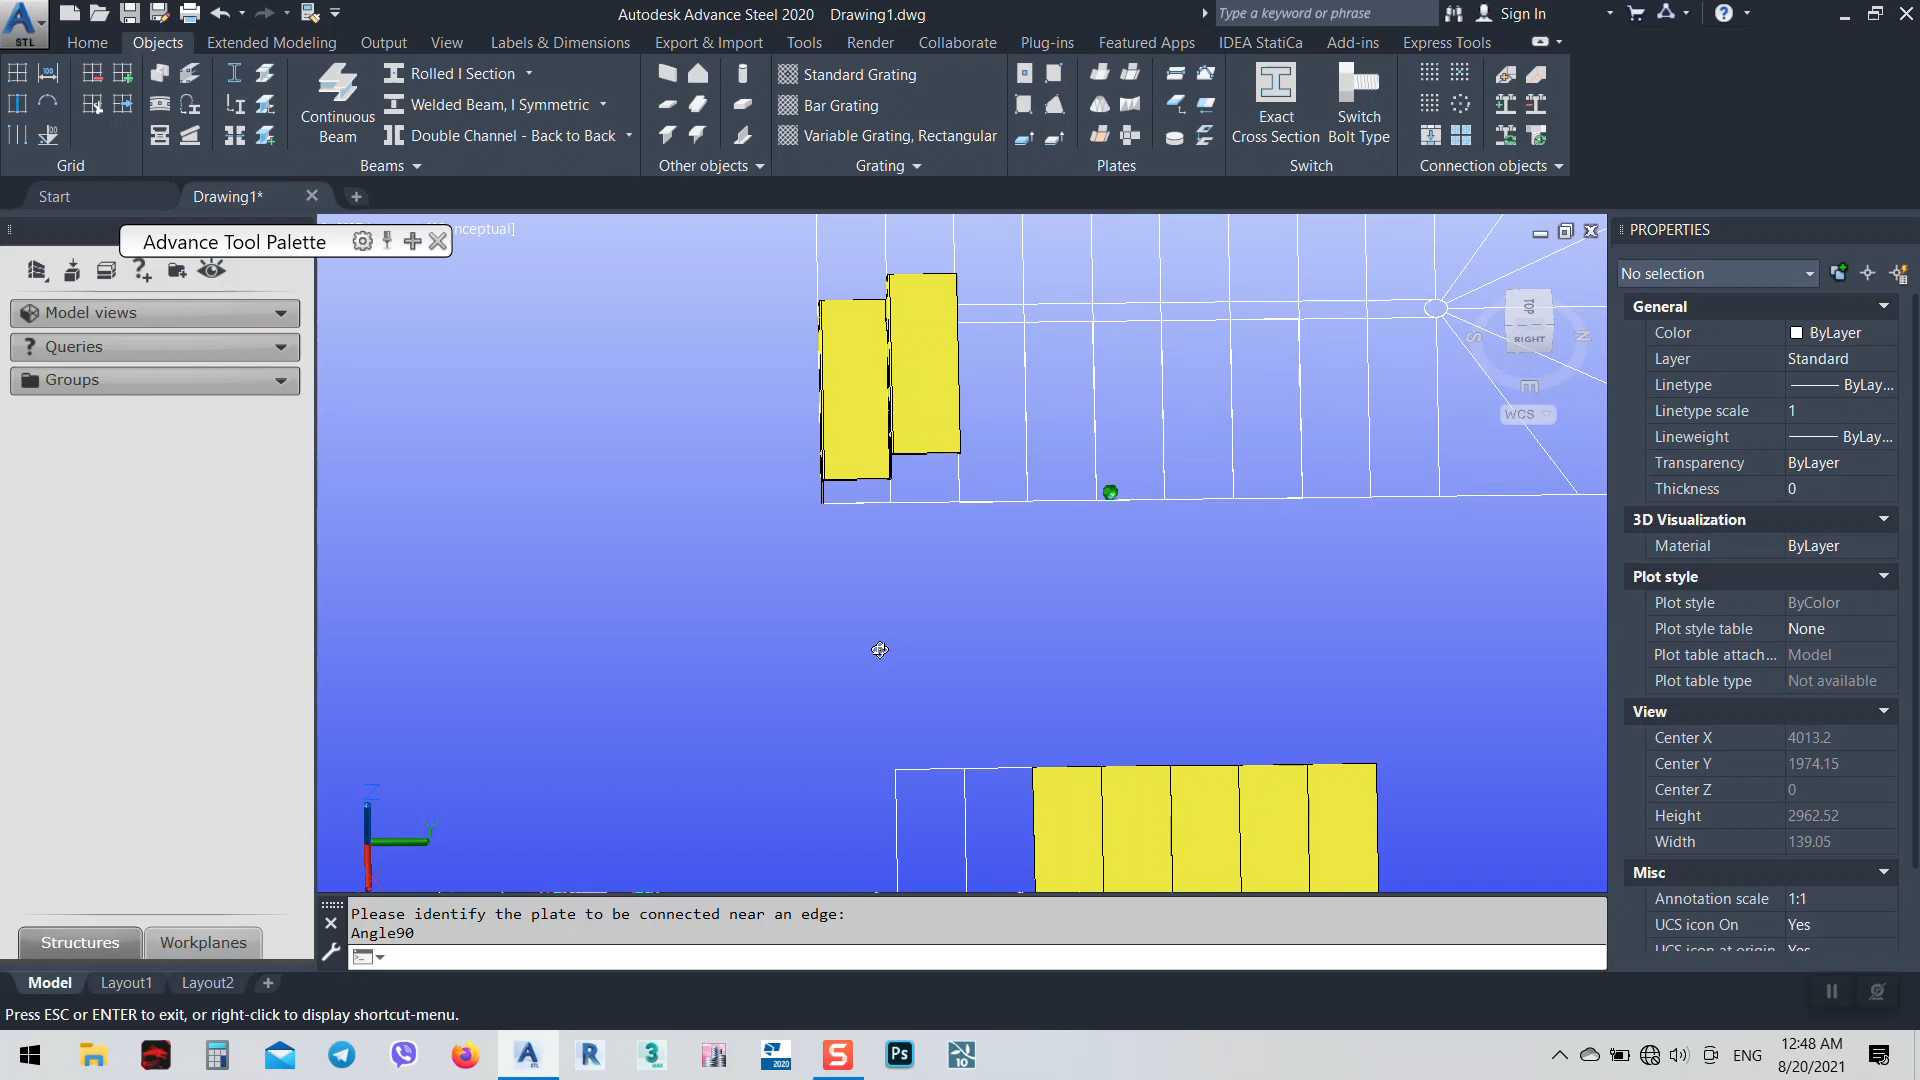 Autodesk Advance Steel 2020 Drawing1.dwg
Type a keyword or phrase
Sign In
STL
Home Objects Extended Modeling Output View Labels & Dimensions Export & Import Tools Render Collaborate Plug-ins Featured Apps IDEA StatiCa Add-ins Express Tools
Continuous Beam
Rolled I Section
Welded Beam, I Symmetric
Double Channel - Back to Back
Standard Grating
Bar Grating
Variable Grating, Rectangular
Exact Cross Section
Switch Bolt Type
Grid Beams Other objects Grating Plates Switch Connection objects
Start Drawing1*
Advance Tool Palette
nceptual]
Model views
Queries
Groups
TOP
RIGHT
S
N
E
WCS
Z
Y
Structures Workplanes
PROPERTIES
No selection
General
Color ByLayer
Layer Standard
Linetype ByLay...
Linetype scale 1
Lineweight ByLay...
Transparency ByLayer
Thickness 0
3D Visualization
Material ByLayer
Plot style
Plot style ByColor
Plot style table None
Plot table attach... Model
Plot table type Not available
View
Center X 4013.2
Center Y 1974.15
Center Z 0
Height 2962.52
Width 139.05
Misc
Annotation scale 1:1
UCS icon On Yes
UCS icon at origin Yes
Please identify the plate to be connected near an edge:
Angle90
Model Layout1 Layout2
Press ESC or ENTER to exit, or right-click to display shortcut-menu.
ENG
12:48 AM
8/20/2021